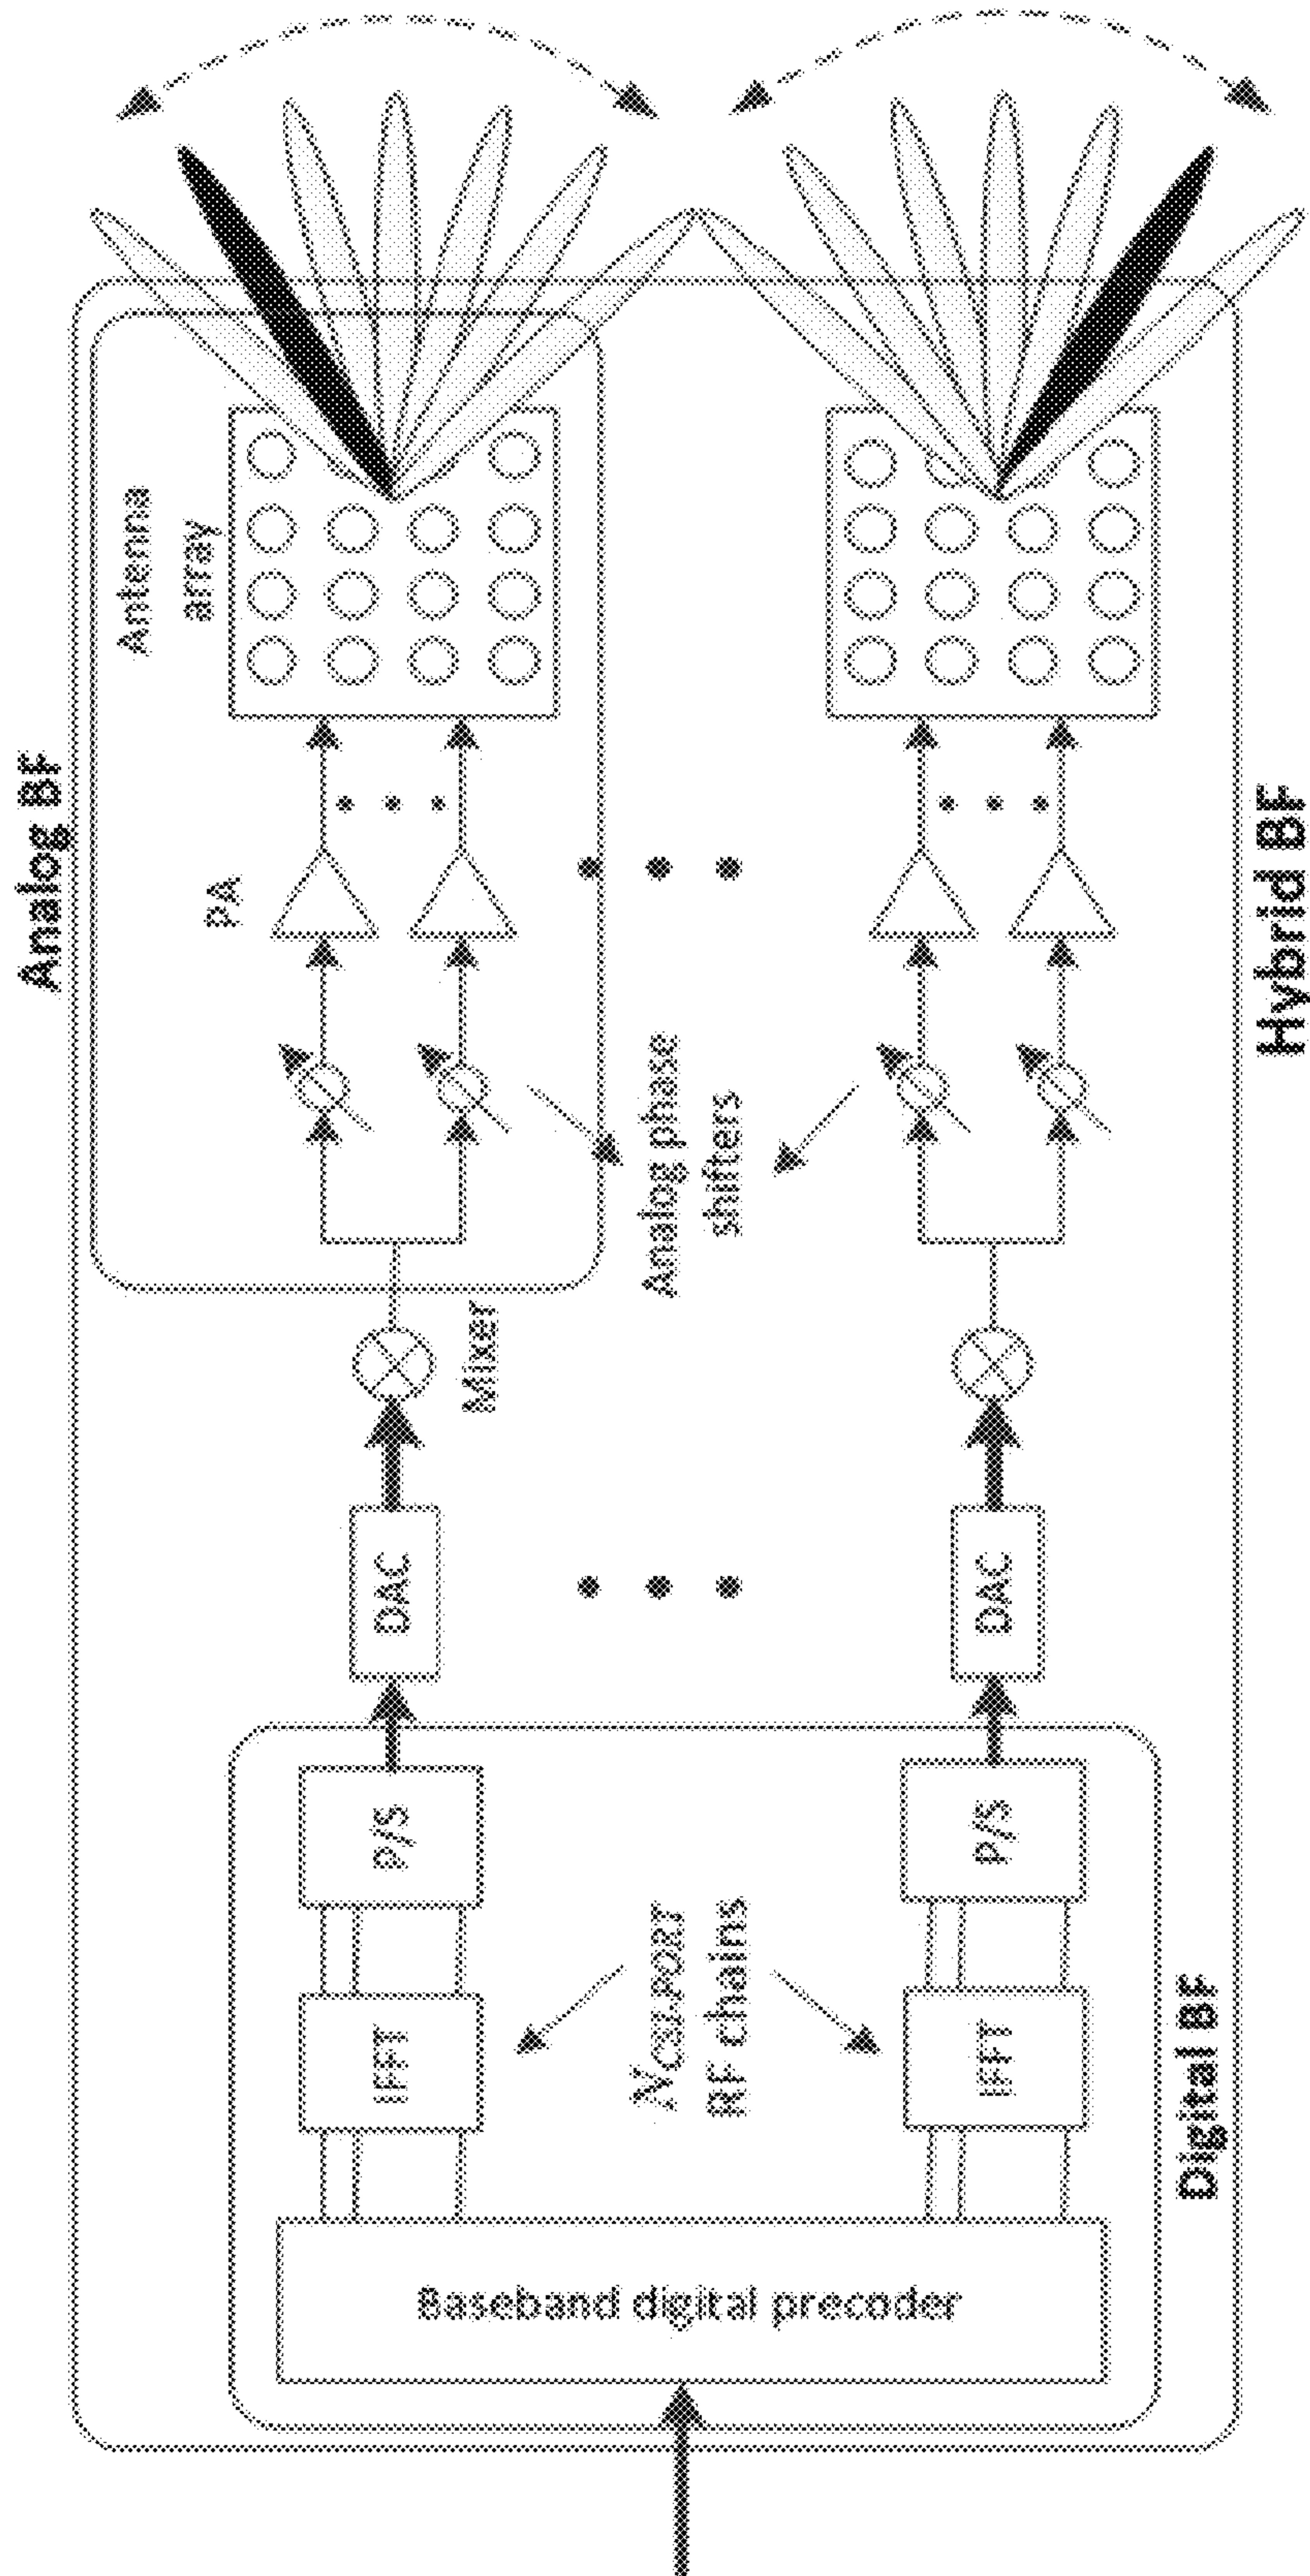 Analog BF
Antenna
array
PA
Analog phase
shifters
Hybrid BF
Mixer
DAC
DAC
P/S
P/S
N_CSI-PORT
RF chains
IFFT
IFFT
Digital BF
Baseband digital precoder